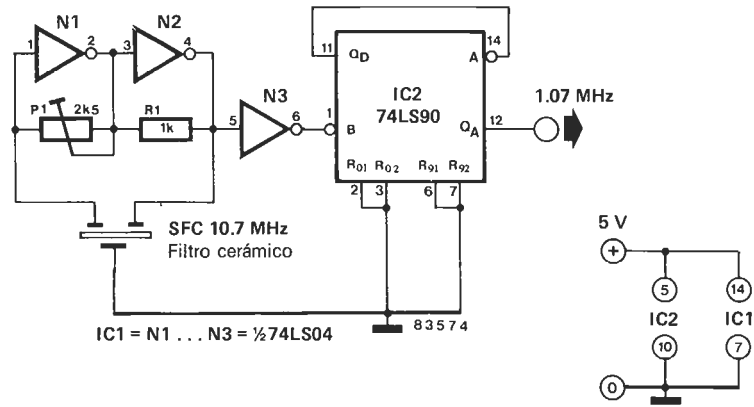 N1
N2
1
2
3
4
P1
2k5
R1
1k
N3
5
6
SFC 10.7 MHz
Filtro cerámico
11
14
QD
A
IC2
74LS90
1
B
QA
12
R01
R02
R91
R92
2
3
6
7
1.07 MHz
IC1 = N1 . . . N3 = ½74LS04
83574
5 V
+
5
14
IC2
IC1
10
7
0